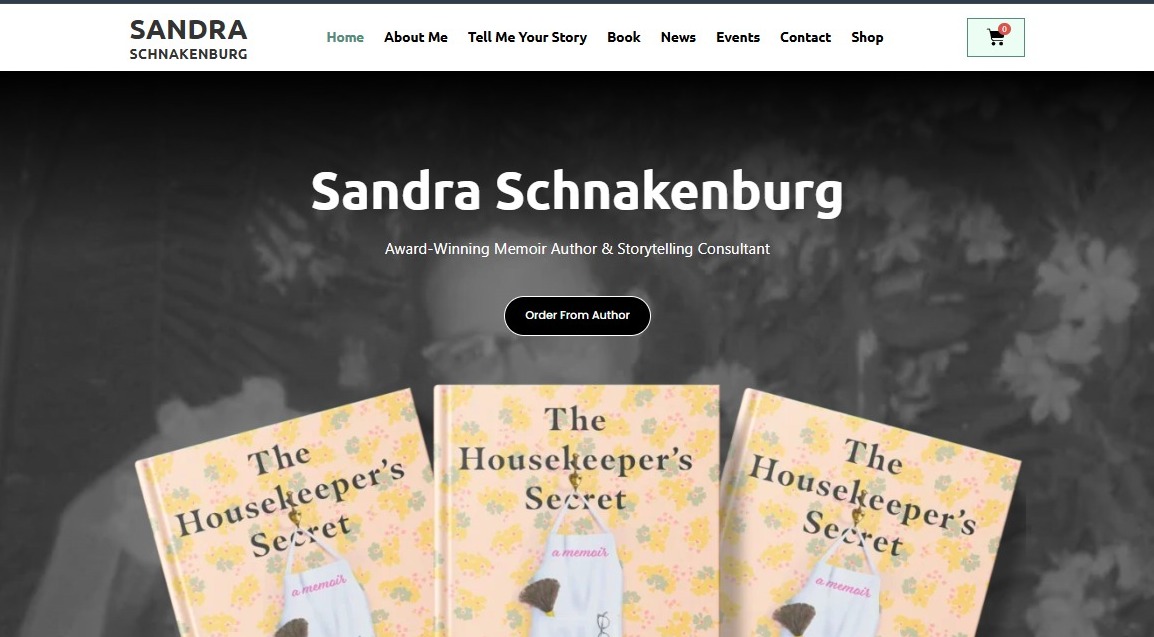 SANDRA
SCHNAKENBURG
Home About Me Tell Me Your Story Book News Events Contact Shop
0
Sandra Schnakenburg
Award-Winning Memoir Author & Storytelling Consultant
Order From Author
The
Housekeeper's
Secret
a memoir
The
Housekeeper's
Secret
a memoir
The
Housekeeper's
Secret
a memoir